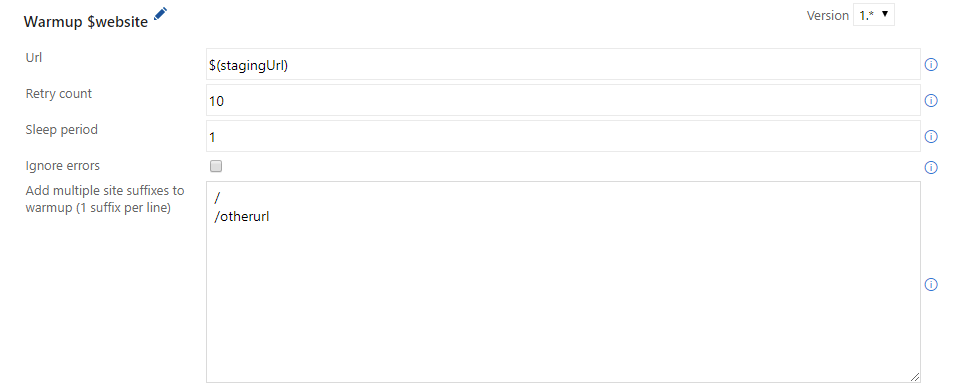 Warmup $website
Version 1.*
Url
$(stagingUrl)
Retry count
10
Sleep period
1
Ignore errors
Add multiple site suffixes to
warmup (1 suffix per line)
/
/otherurl